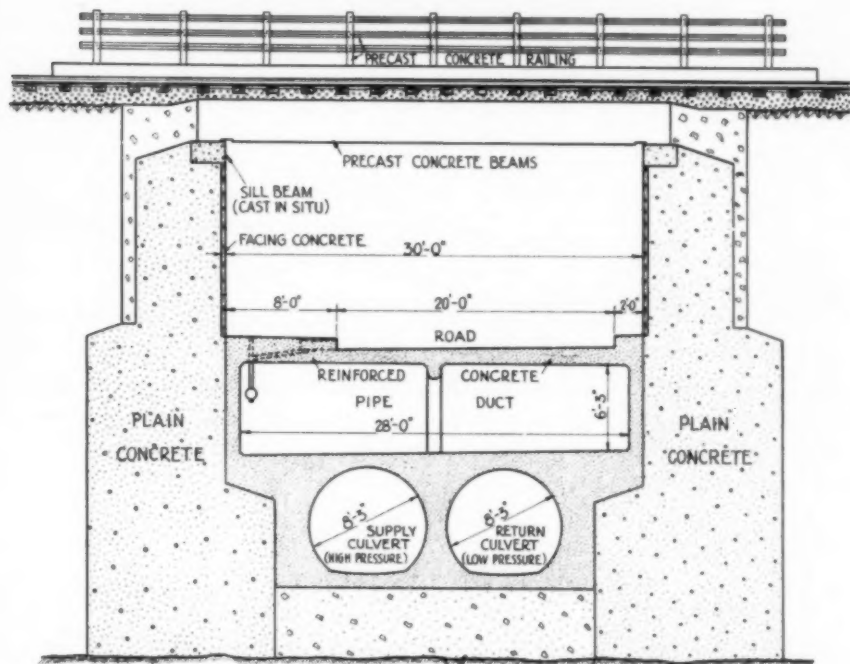 PRECAST CONCRETE RAILING
PRECAST CONCRETE BEAMS
SILL BEAM
(CAST IN SITU)
FACING CONCRETE
30'-0"
8'-0" 20'-0" 2'-0"
ROAD
REINFORCED CONCRETE
PIPE DUCT
28'-0"
6'-3"
PLAIN
CONCRETE
PLAIN
CONCRETE
8'-3"
SUPPLY
CULVERT
(HIGH PRESSURE)
8'-3"
RETURN
CULVERT
(LOW PRESSURE)